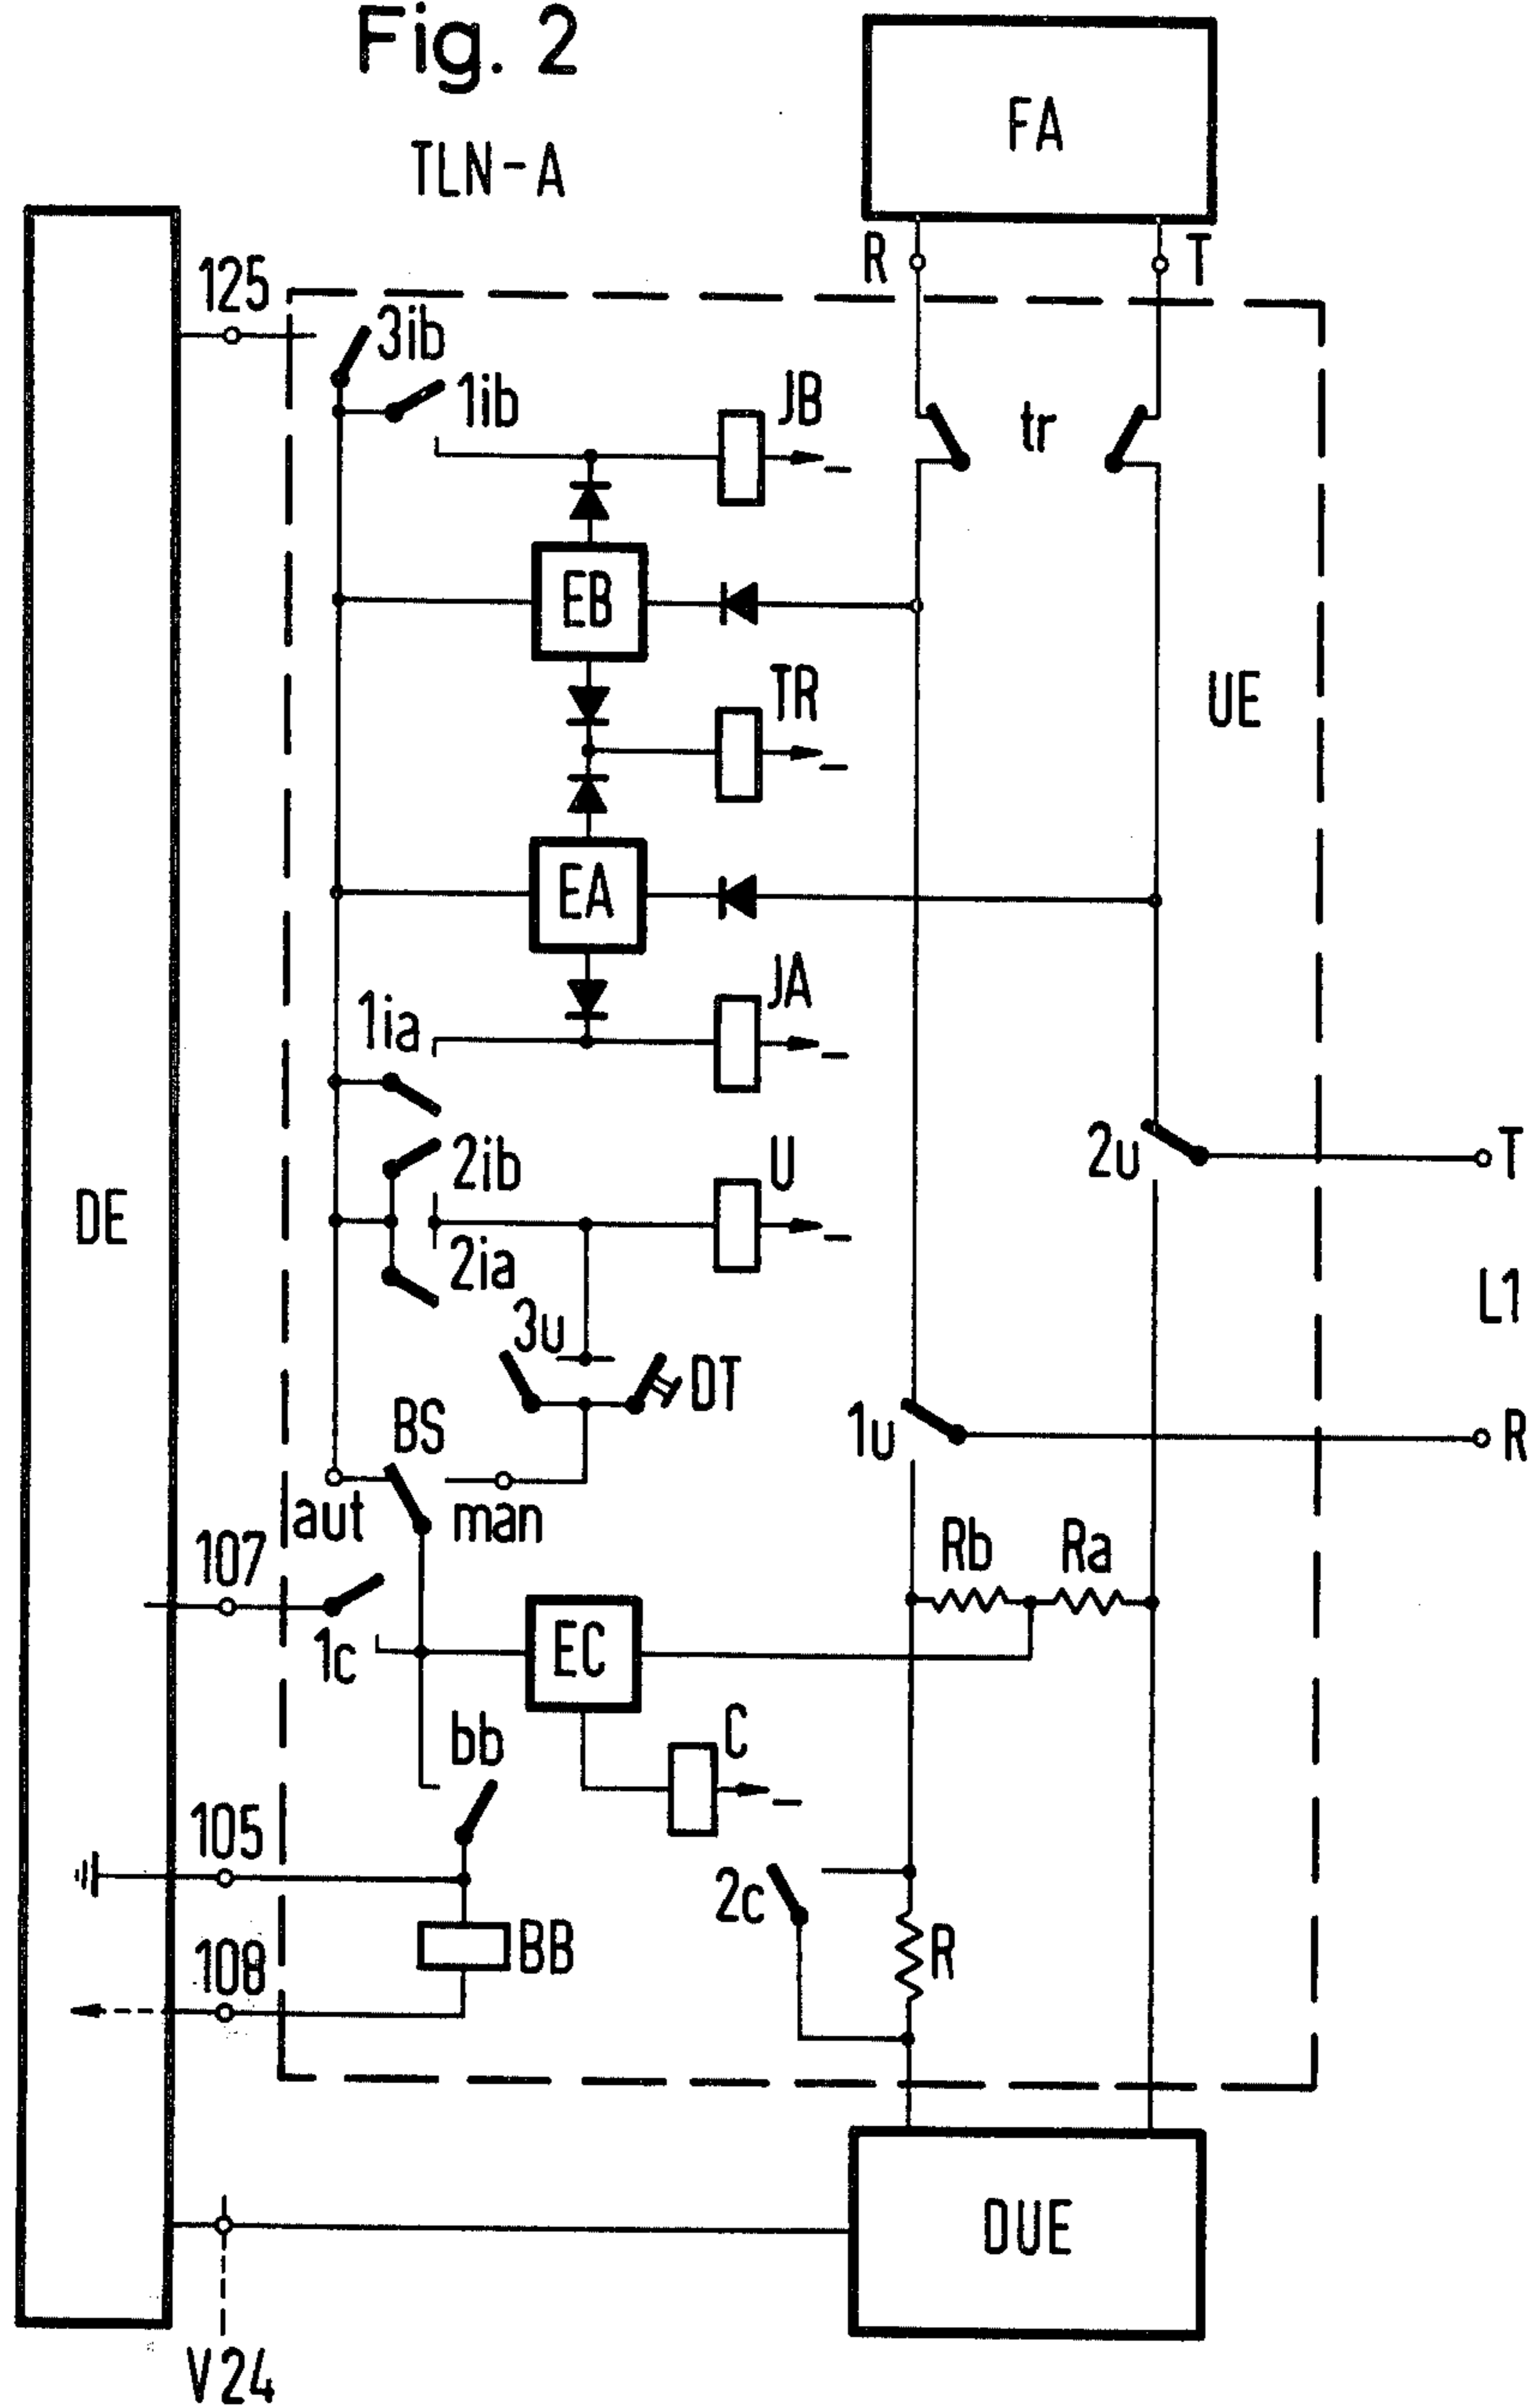 Fig. 2
FA
TLN-A
R
T
125
3ib
1ib
JB
tr
EB
TR
UE
EA
JA
1ia
2ib
U
2u
T
DE
2ia
L1
3u
DT
BS
1u
R
aut
man
107
Rb
Ra
1c
EC
bb
C
105
2c
BB
R
108
DUE
V24